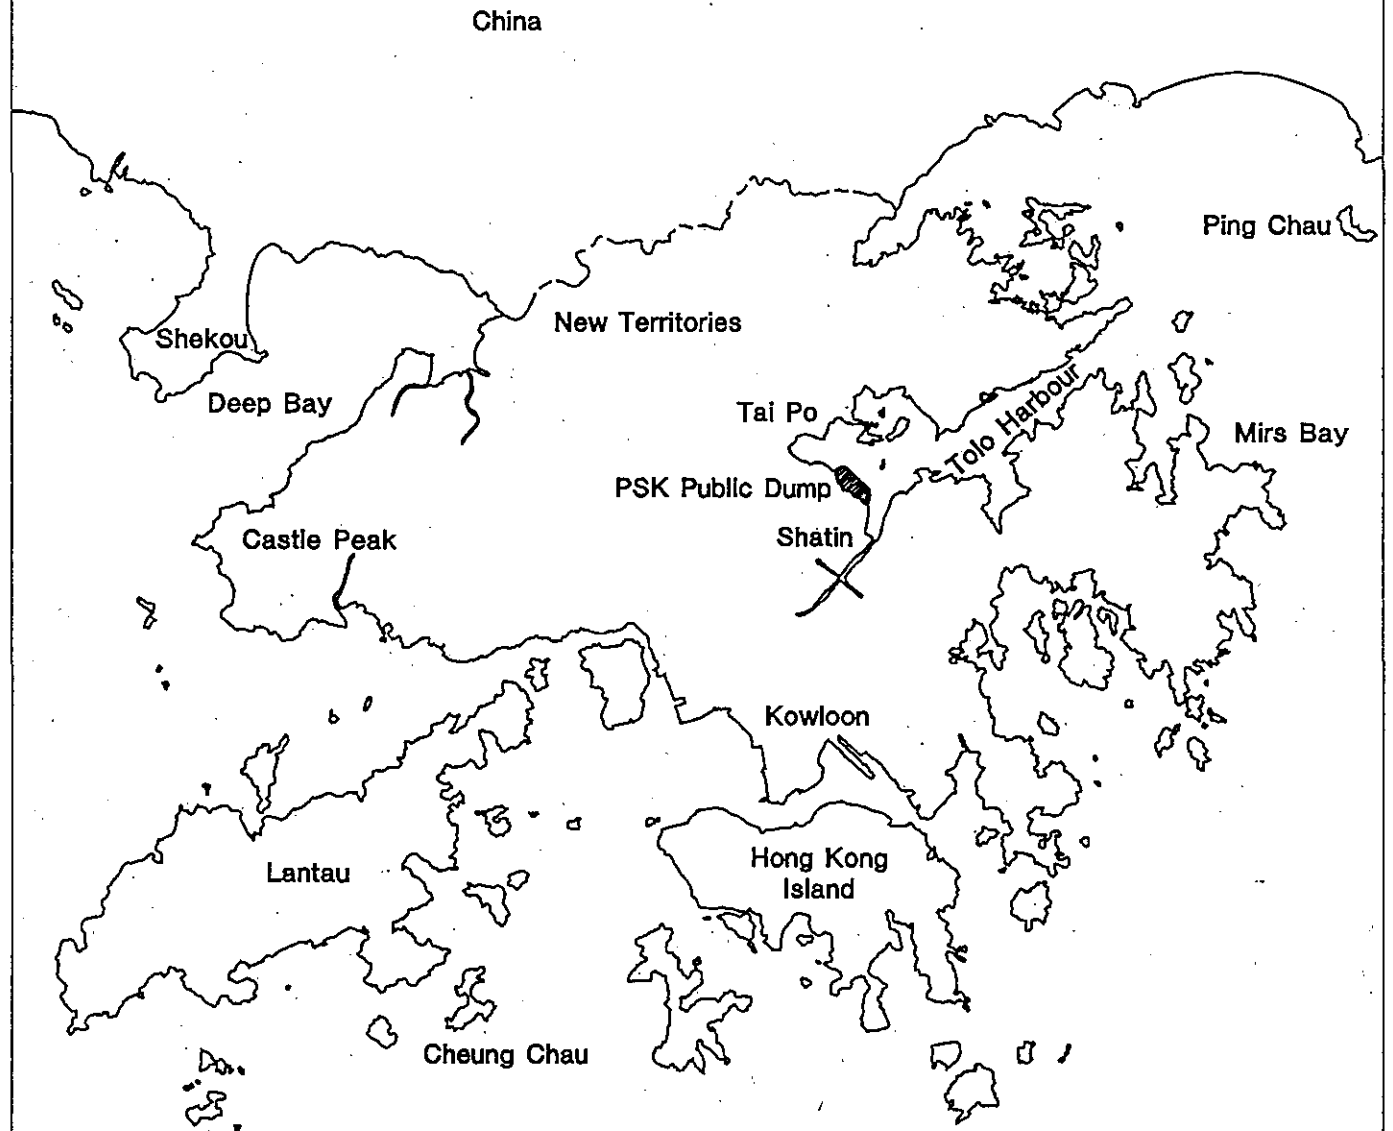 China
Ping Chau
New Territories
Shekou
Deep Bay
Tai Po
Tolo Harbour
Mirs Bay
PSK Public Dump
Shatin
Castle Peak
Kowloon
Hong Kong
Island
Lantau
Cheung Chau